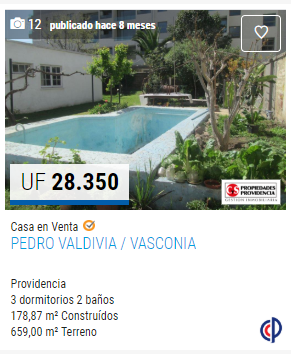 12 publicado hace 8 meses
UF 28.350
PROPIEDADES
PROVIDENCIA
GESTION INMOBILIARIA
Casa en Venta
PEDRO VALDIVIA / VASCONIA
Providencia
3 dormitorios 2 baños
178,87 m² Construídos
659,00 m² Terreno